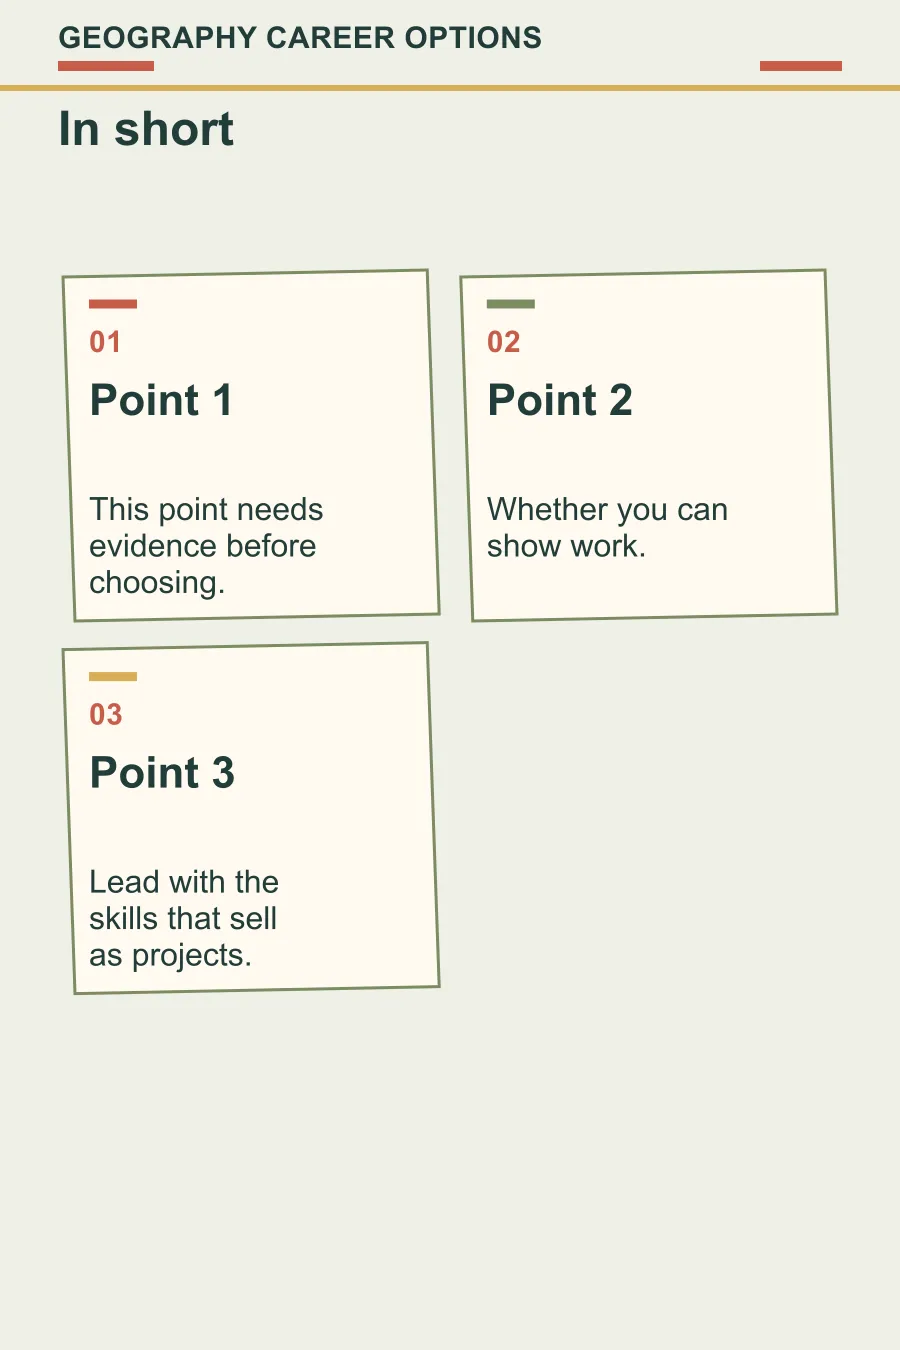 GEOGRAPHY CAREER OPTIONS
In short
01
Point 1
This point needs
evidence before
choosing.
02
Point 2
Whether you can
show work.
03
Point 3
Lead with the
skills that sell
as projects.